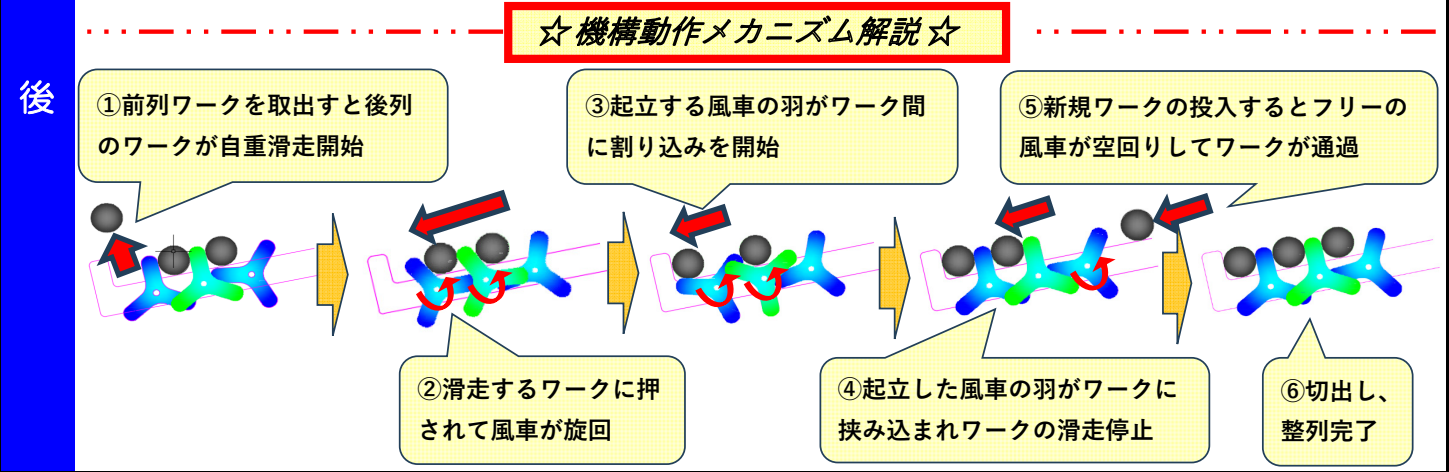 ☆機構動作メカニズム解説☆
後
①前列ワークを取出すと後列
のワークが自重滑走開始
③起立する風車の羽がワーク間
に割り込みを開始
⑤新規ワークの投入するとフリーの
風車が空回りしてワークが通過
②滑走するワークに押
されて風車が旋回
④起立した風車の羽がワークに
挟み込まれワークの滑走停止
⑥切出し、
整列完了